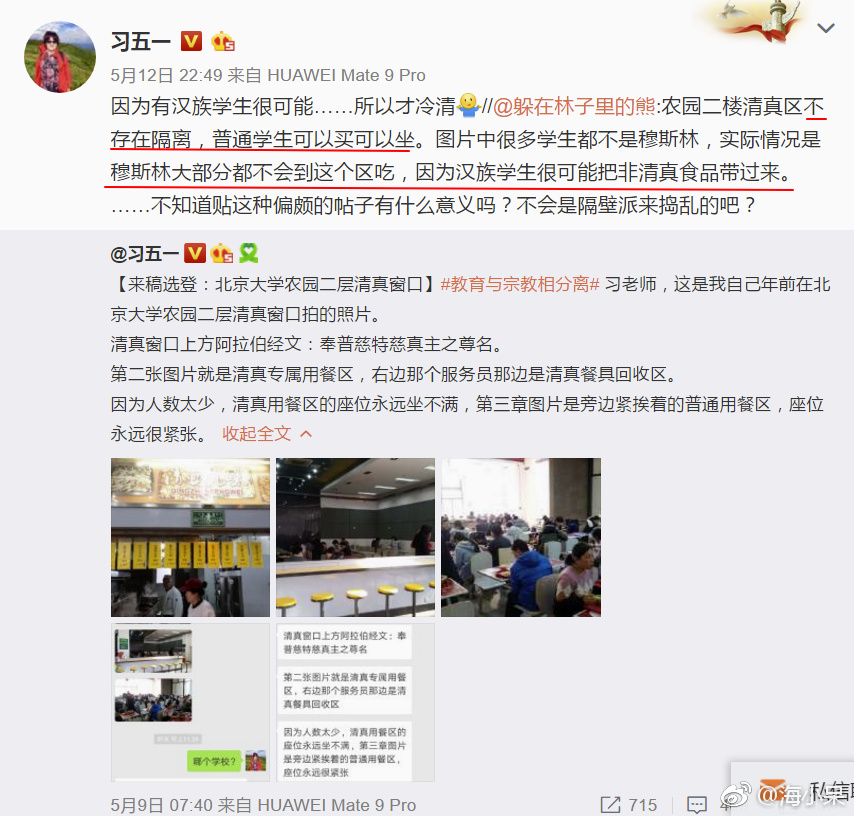 习五一
5月12日 22:49 来自 HUAWEI Mate 9 Pro
因为有汉族学生很可能……所以才冷清//@躲在林子里的熊:农园二楼清真区不
存在隔离，普通学生可以买可以坐。图片中很多学生都不是穆斯林，实际情况是
穆斯林大部分都不会到这个区吃，因为汉族学生很可能把非清真食品带过来。
……不知道贴这种偏颇的帖子有什么意义吗？不会是隔壁派来捣乱的吧？
@习五一
【来稿选登：北京大学农园二层清真窗口】#教育与宗教相分离# 习老师，这是我自己年前在北
京大学农园二层清真窗口拍的照片。
清真窗口上方阿拉伯经文：奉普慈特慈真主之尊名。
第二张图片就是清真专属用餐区，右边那个服务员那边是清真餐具回收区。
因为人数太少，清真用餐区的座位永远坐不满，第三章图片是旁边紧挨着的普通用餐区，座位
永远很紧张。 收起全文
哪个学校？
清真窗口上方阿拉伯经文：奉
普慈特慈真主之尊名
第二张图片就是清真专属用餐
区，右边那个服务员那边是清
真餐具回收区
因为人数太少，清真用餐区的
座位永远坐不满，第三章图片
是旁边紧挨着的普通用餐区，
座位永远很紧张
5月9日 07:40 来自 HUAWEI Mate 9 Pro
715
私信
@海小